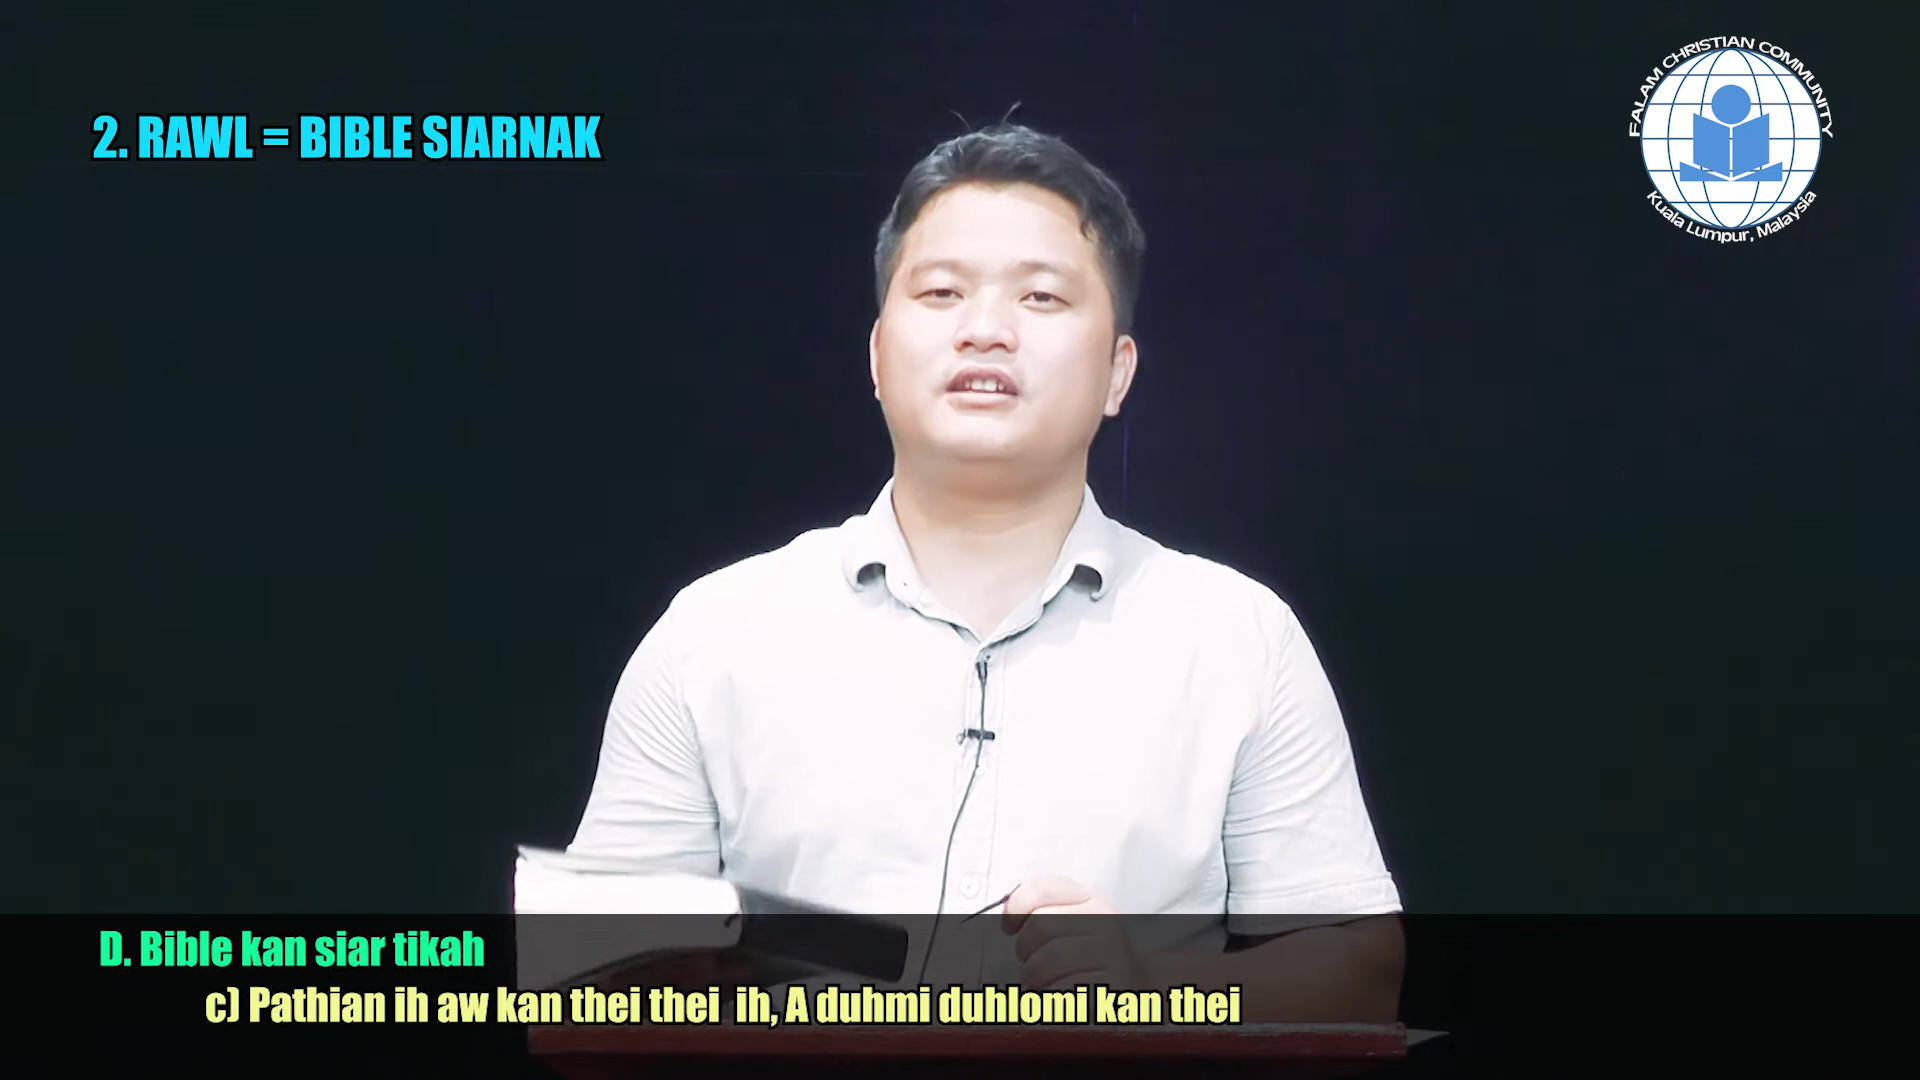 2. RAWL = BIBLE SIARNAK
FALAM CHRISTIAN COMMUNITY
Kuala Lumpur, Malaysia
D. Bible kan siar tikah
c) Pathian ih aw kan thei thei ih, A duhmi duhlomi kan thei